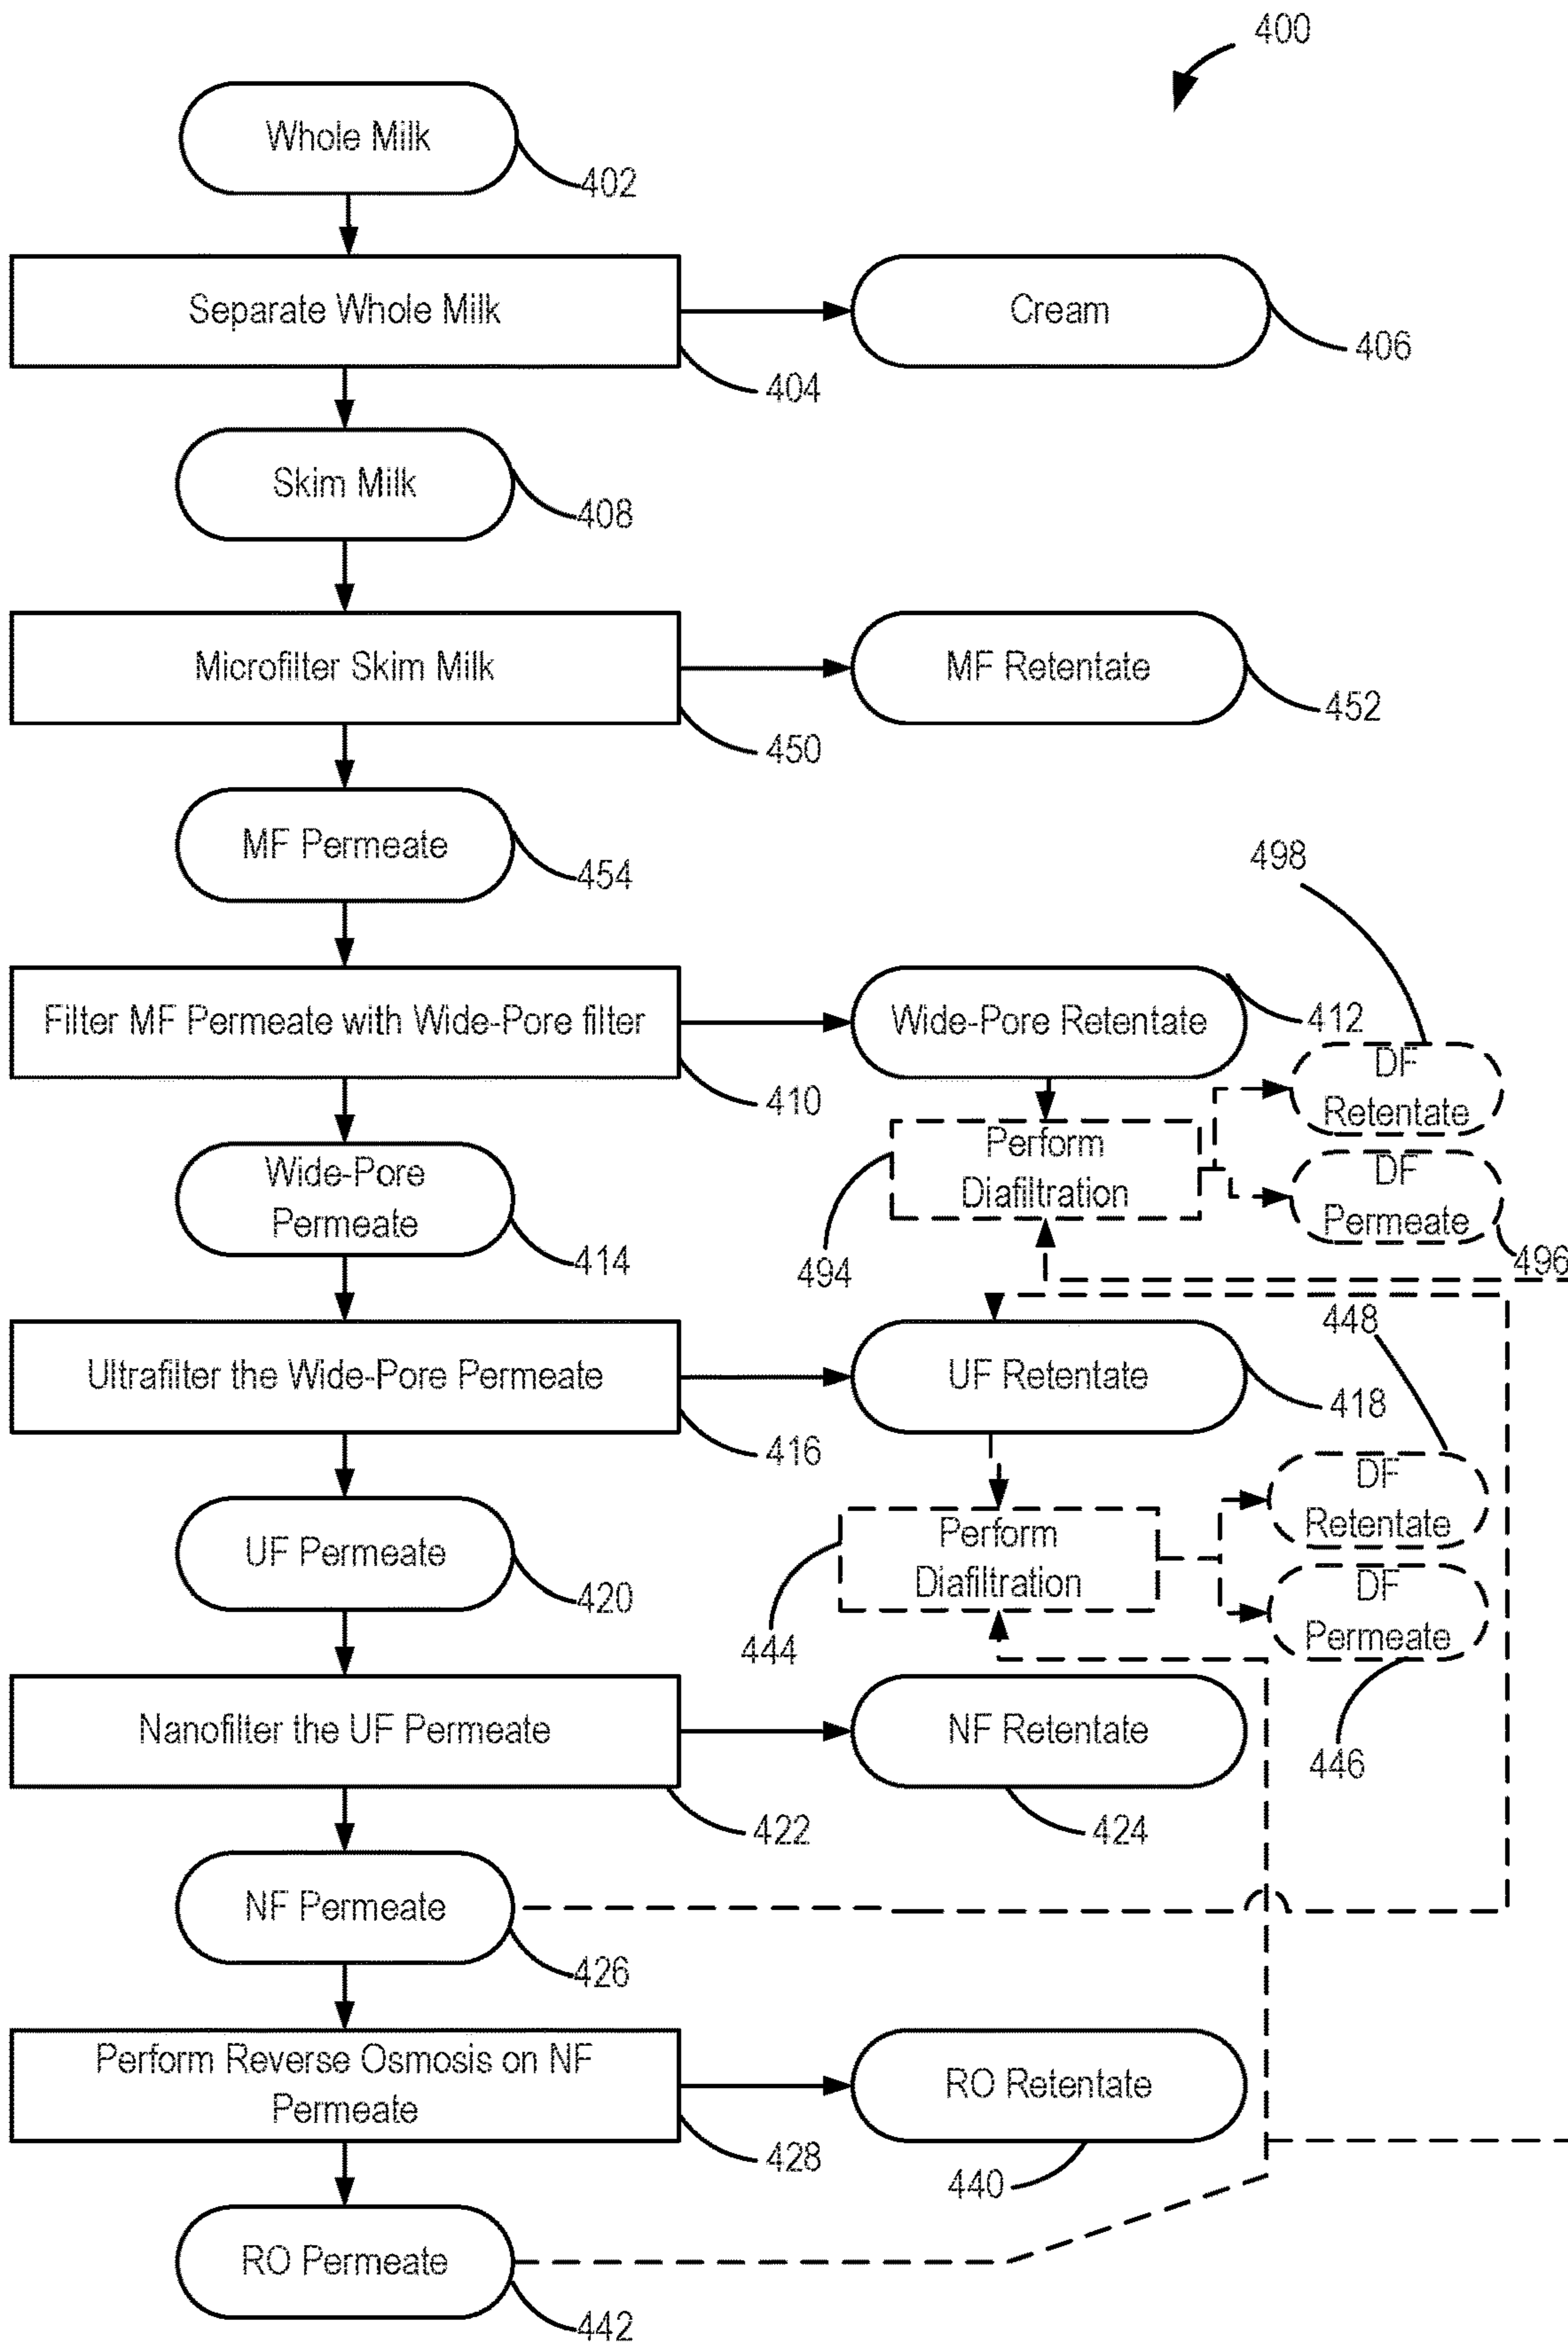 400
Whole Milk
402
Separate Whole Milk
Cream
406
404
Skim Milk
408
Microfilter Skim Milk
MF Retentate
452
450
MF Permeate
454
498
Filter MF Permeate with Wide-Pore filter
Wide-Pore Retentate
412
410
DF
Retentate
Perform
Diafiltration
DF
Permeate
494
496
Wide-Pore
Permeate
414
448
Ultrafilter the Wide-Pore Permeate
UF Retentate
418
416
DF
Retentate
UF Permeate
420
Perform
Diafiltration
DF
Permeate
444
446
Nanofilter the UF Permeate
NF Retentate
422
424
NF Permeate
426
Perform Reverse Osmosis on NF
Permeate
RO Retentate
428
440
RO Permeate
442